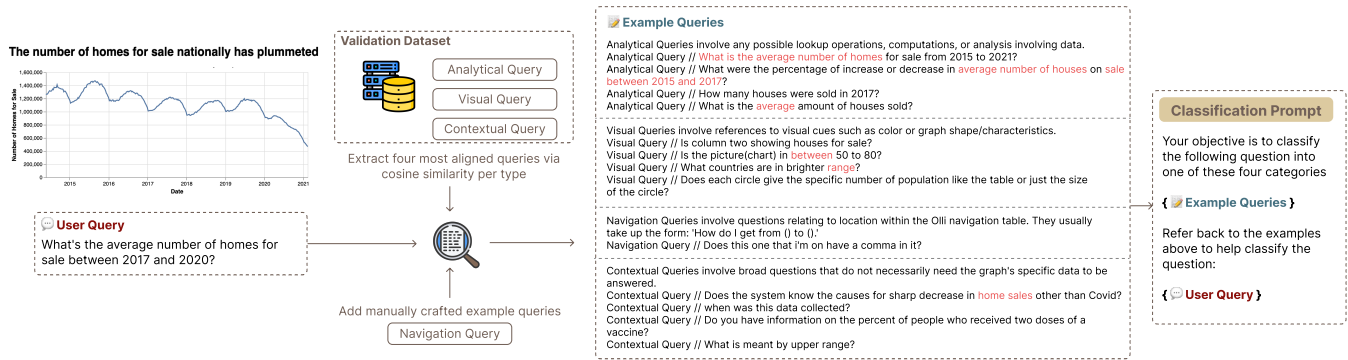 The number of homes for sale nationally has plummeted
Number of Homes for Sale
1,600,000
1,400,000
1,200,000
1,000,000
800,000
600,000
400,000
200,000
0
2015 2016 2017 2018 2019 2020 2021
Date
User Query
What's the average number of homes for
sale between 2017 and 2020?
Validation Dataset
Analytical Query
Visual Query
Contextual Query
Extract four most aligned queries via
cosine similarity per type
Add manually crafted example queries
Navigation Query
Example Queries
Analytical Queries involve any possible lookup operations, computations, or analysis involving data.
Analytical Query // What is the average number of homes for sale from 2015 to 2021?
Analytical Query // What were the percentage of increase or decrease in average number of houses on sale
between 2015 and 2017?
Analytical Query // How many houses were sold in 2017?
Analytical Query // What is the average amount of houses sold?
Visual Queries involve references to visual cues such as color or graph shape/characteristics.
Visual Query // Is column two showing houses for sale?
Visual Query // Is the picture(chart) in between 50 to 80?
Visual Query // What countries are in brighter range?
Visual Query // Does each circle give the specific number of population like the table or just the size
of the circle?
Navigation Queries involve questions relating to location within the Olli navigation table. They usually
take up the form: 'How do I get from () to ().'
Navigation Query // Does this one that i'm on have a comma in it?
Contextual Queries involve broad questions that do not necessarily need the graph's specific data to be
answered.
Contextual Query // Does the system know the causes for sharp decrease in home sales other than Covid?
Contextual Query // when was this data collected?
Contextual Query // Do you have information on the percent of people who received two doses of a
vaccine?
Contextual Query // What is meant by upper range?
Classification Prompt
Your objective is to classify
the following question into
one of these four categories
{ Example Queries }
Refer back to the examples
above to help classify the
question:
{ User Query }